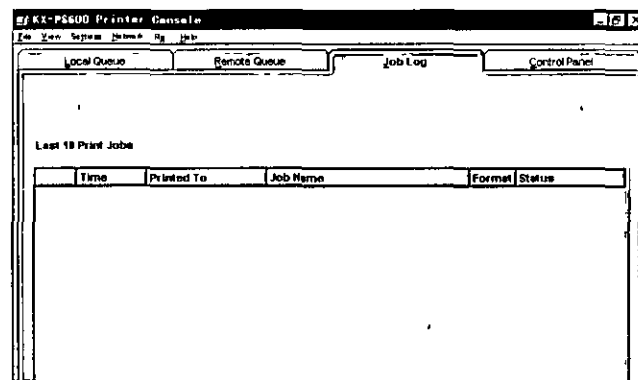 KX-PS600 Printer Console
File View Settings Network Help
Local Queue Remote Queue Job Log Control Panel
Last 10 Print Jobs
Time Printed To Job Name Format Status